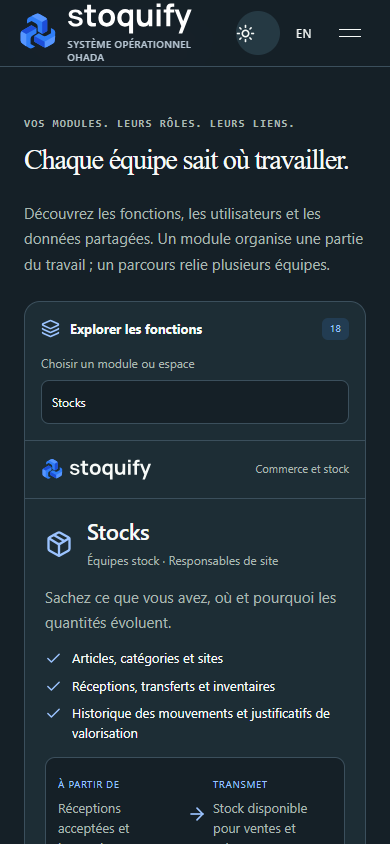 stoquify
SYSTÈME OPÉRATIONNEL
OHADA
EN
VOS MODULES. LEURS RÔLES. LEURS LIENS.
Chaque équipe sait où travailler.
Découvrez les fonctions, les utilisateurs et les
données partagées. Un module organise une partie
du travail ; un parcours relie plusieurs équipes.
Explorer les fonctions
18
Choisir un module ou espace
Stocks
stoquify
Commerce et stock
Stocks
Équipes stock · Responsables de site
Sachez ce que vous avez, où et pourquoi les
quantités évoluent.
Articles, catégories et sites
Réceptions, transferts et inventaires
Historique des mouvements et justificatifs de
valorisation
À PARTIR DE
Réceptions
acceptées et
TRANSMET
Stock disponible
pour ventes et